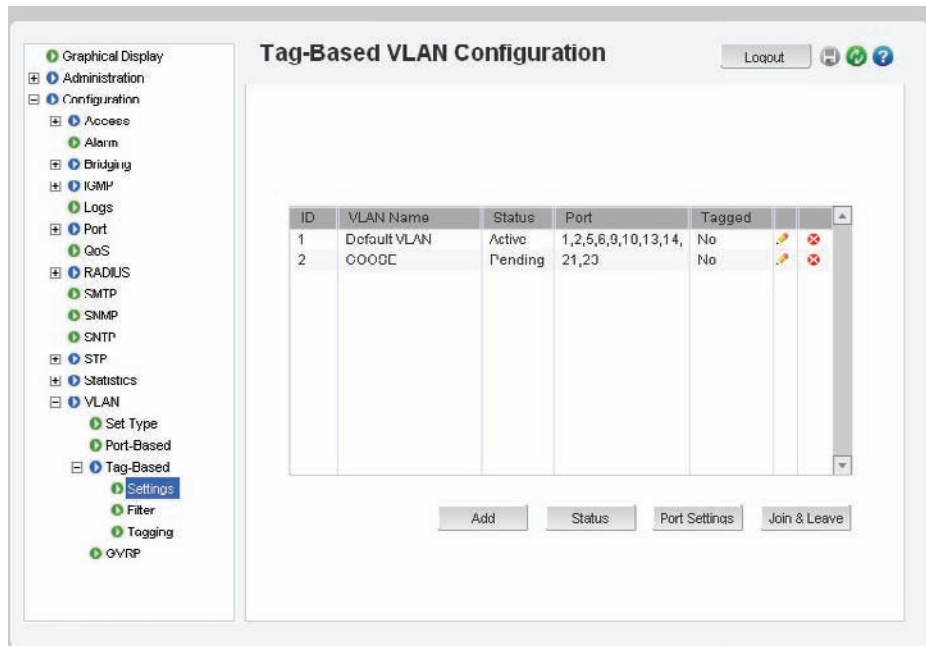 Graphical Display
Administration
Configuration
Access
Alarm
Bridging
IGMP
Logs
Port
QoS
RADIUS
SMTP
SNMP
SNTP
STP
Statistics
VLAN
Set Type
Port-Based
Tag-Based
Settings
Filter
Tagging
GVRP
Tag-Based VLAN Configuration
Logout
ID VLAN Name Status Port Tagged
1 Default VLAN Active 1,2,5,6,9,10,13,14, No
2 GOOSE Pending 21,23 No
Add Status Port Settings Join & Leave